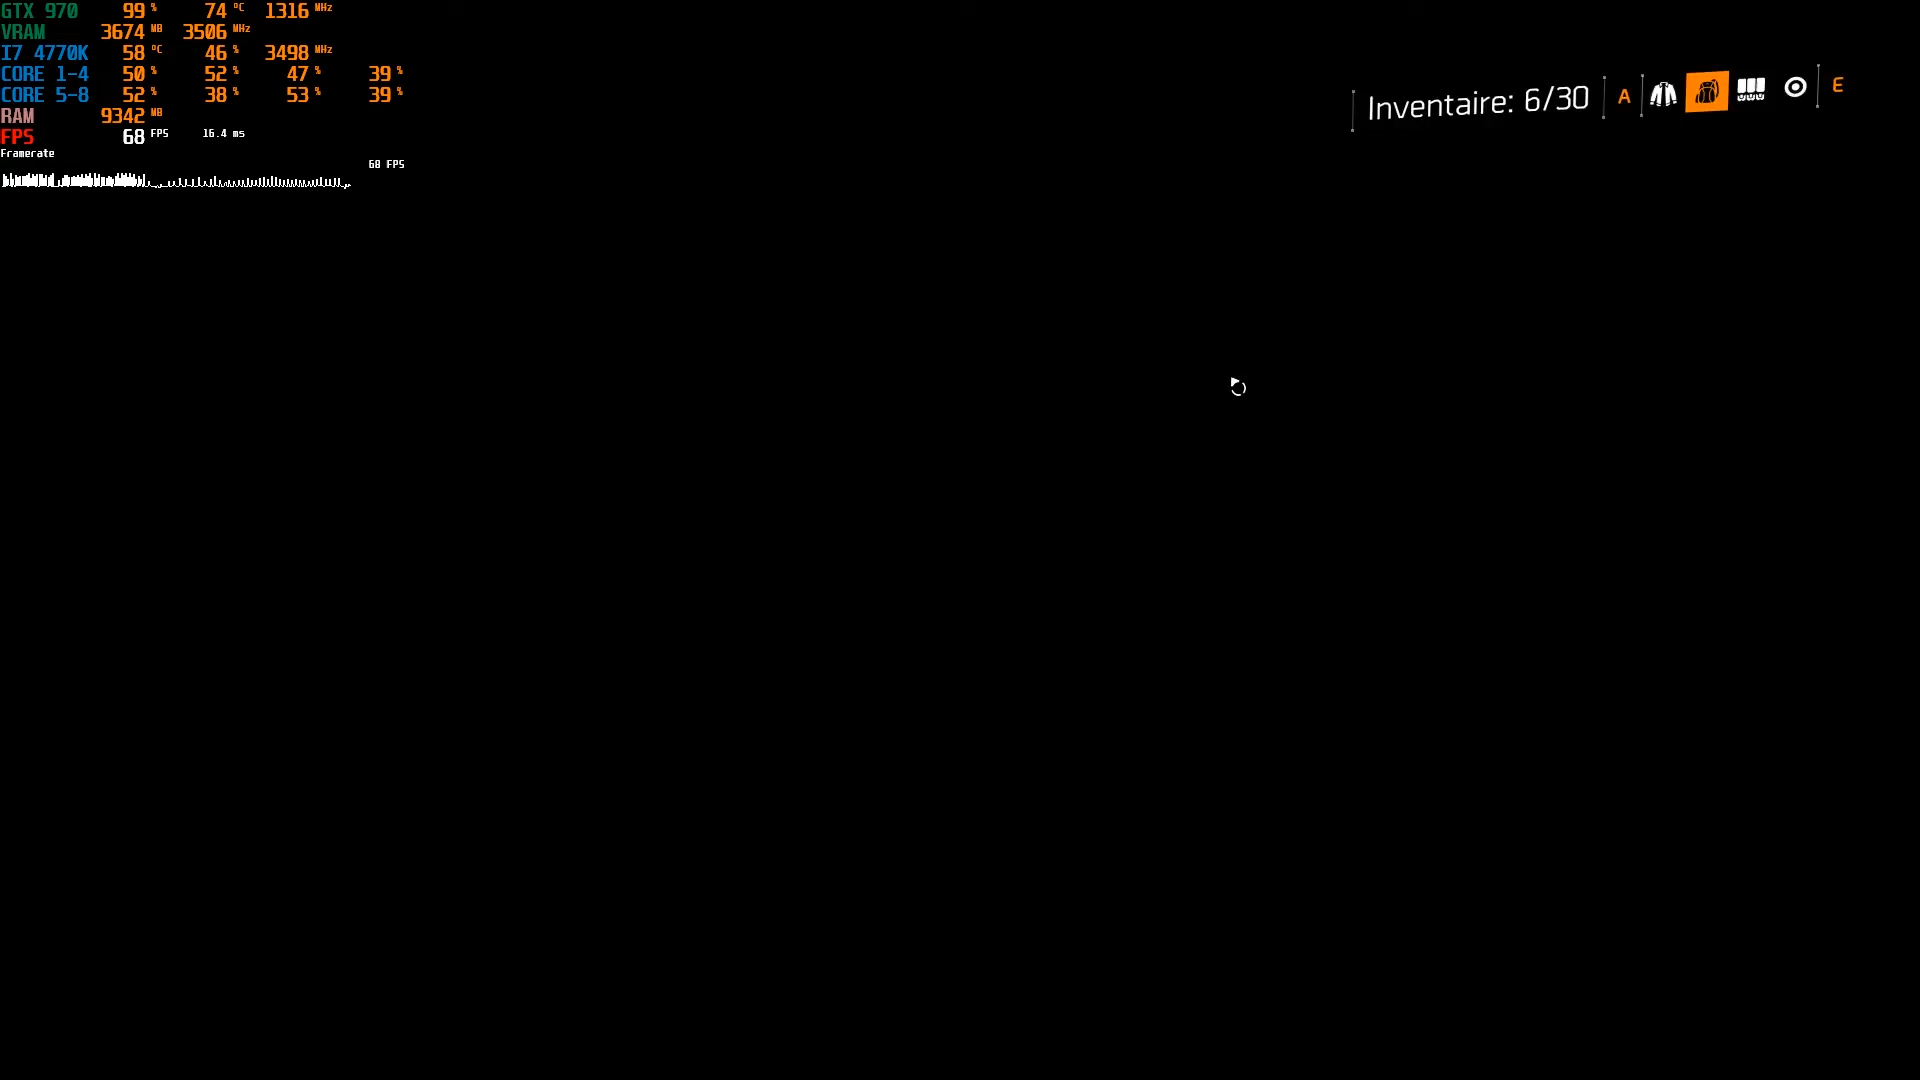 GTX 970 99 % 74 °C 1316 MHz
VRAM 3674 MB 3506 MHz
I7 4770K 58 °C 46 % 3498 MHz
CORE 1-4 50 % 52 % 47 % 39 %
CORE 5-8 52 % 38 % 53 % 39 %
RAM 9342 MB
FPS 68 FPS 16.4 ms
Framerate
68 FPS
Inventaire: 6/30 A E